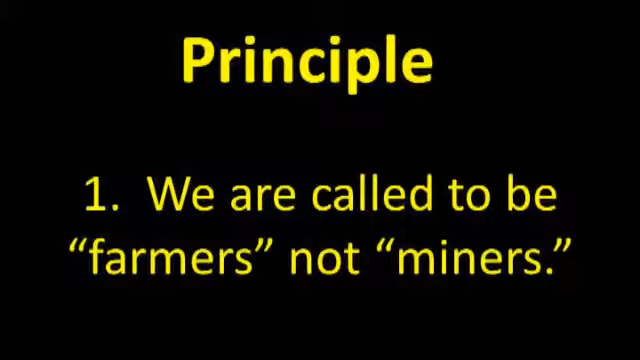 Principle
1. We are called to be
“farmers” not “miners.”